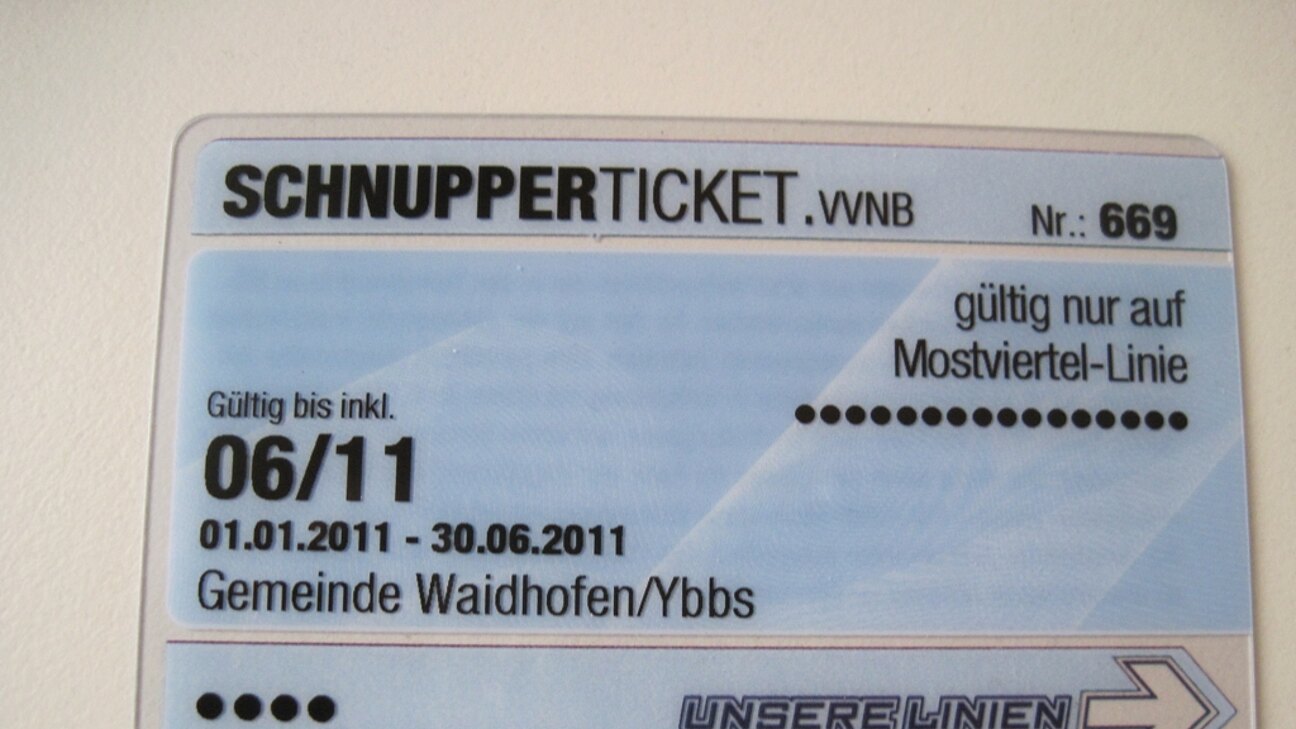 SCHNUPPERTICKET.VVNB
Nr.: 669
gültig nur auf
Mostviertel-Linie
Gültig bis inkl.
06/11
01.01.2011 - 30.06.2011
Gemeinde Waidhofen/Ybbs
UNSERE LINIEN